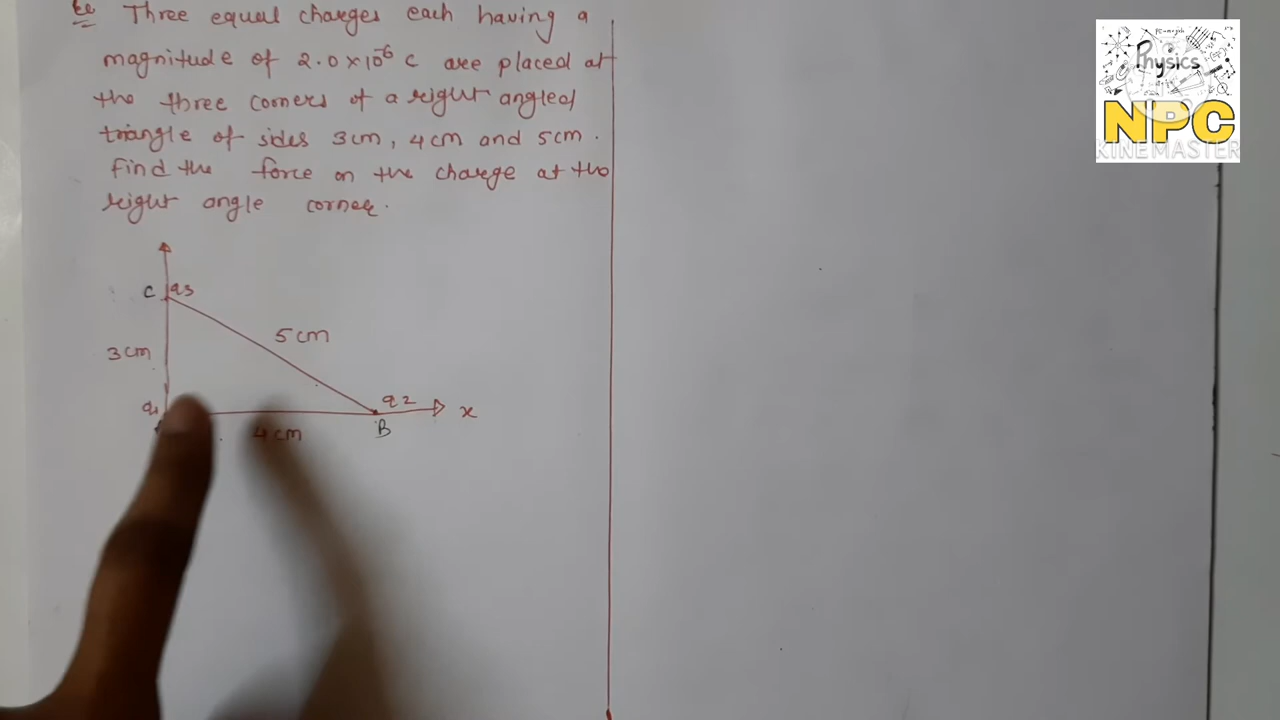 Ex Three equal charges each having a
magnitude of 2.0×10⁻⁶ C are placed at
the three corners of a right angled
triangle of sides 3cm, 4cm and 5cm.
Find the force on the charge at the
right angle corner.
C q3
5cm
3cm
q1
q2
x
4cm
B
Physics
NPC
KINEMASTER